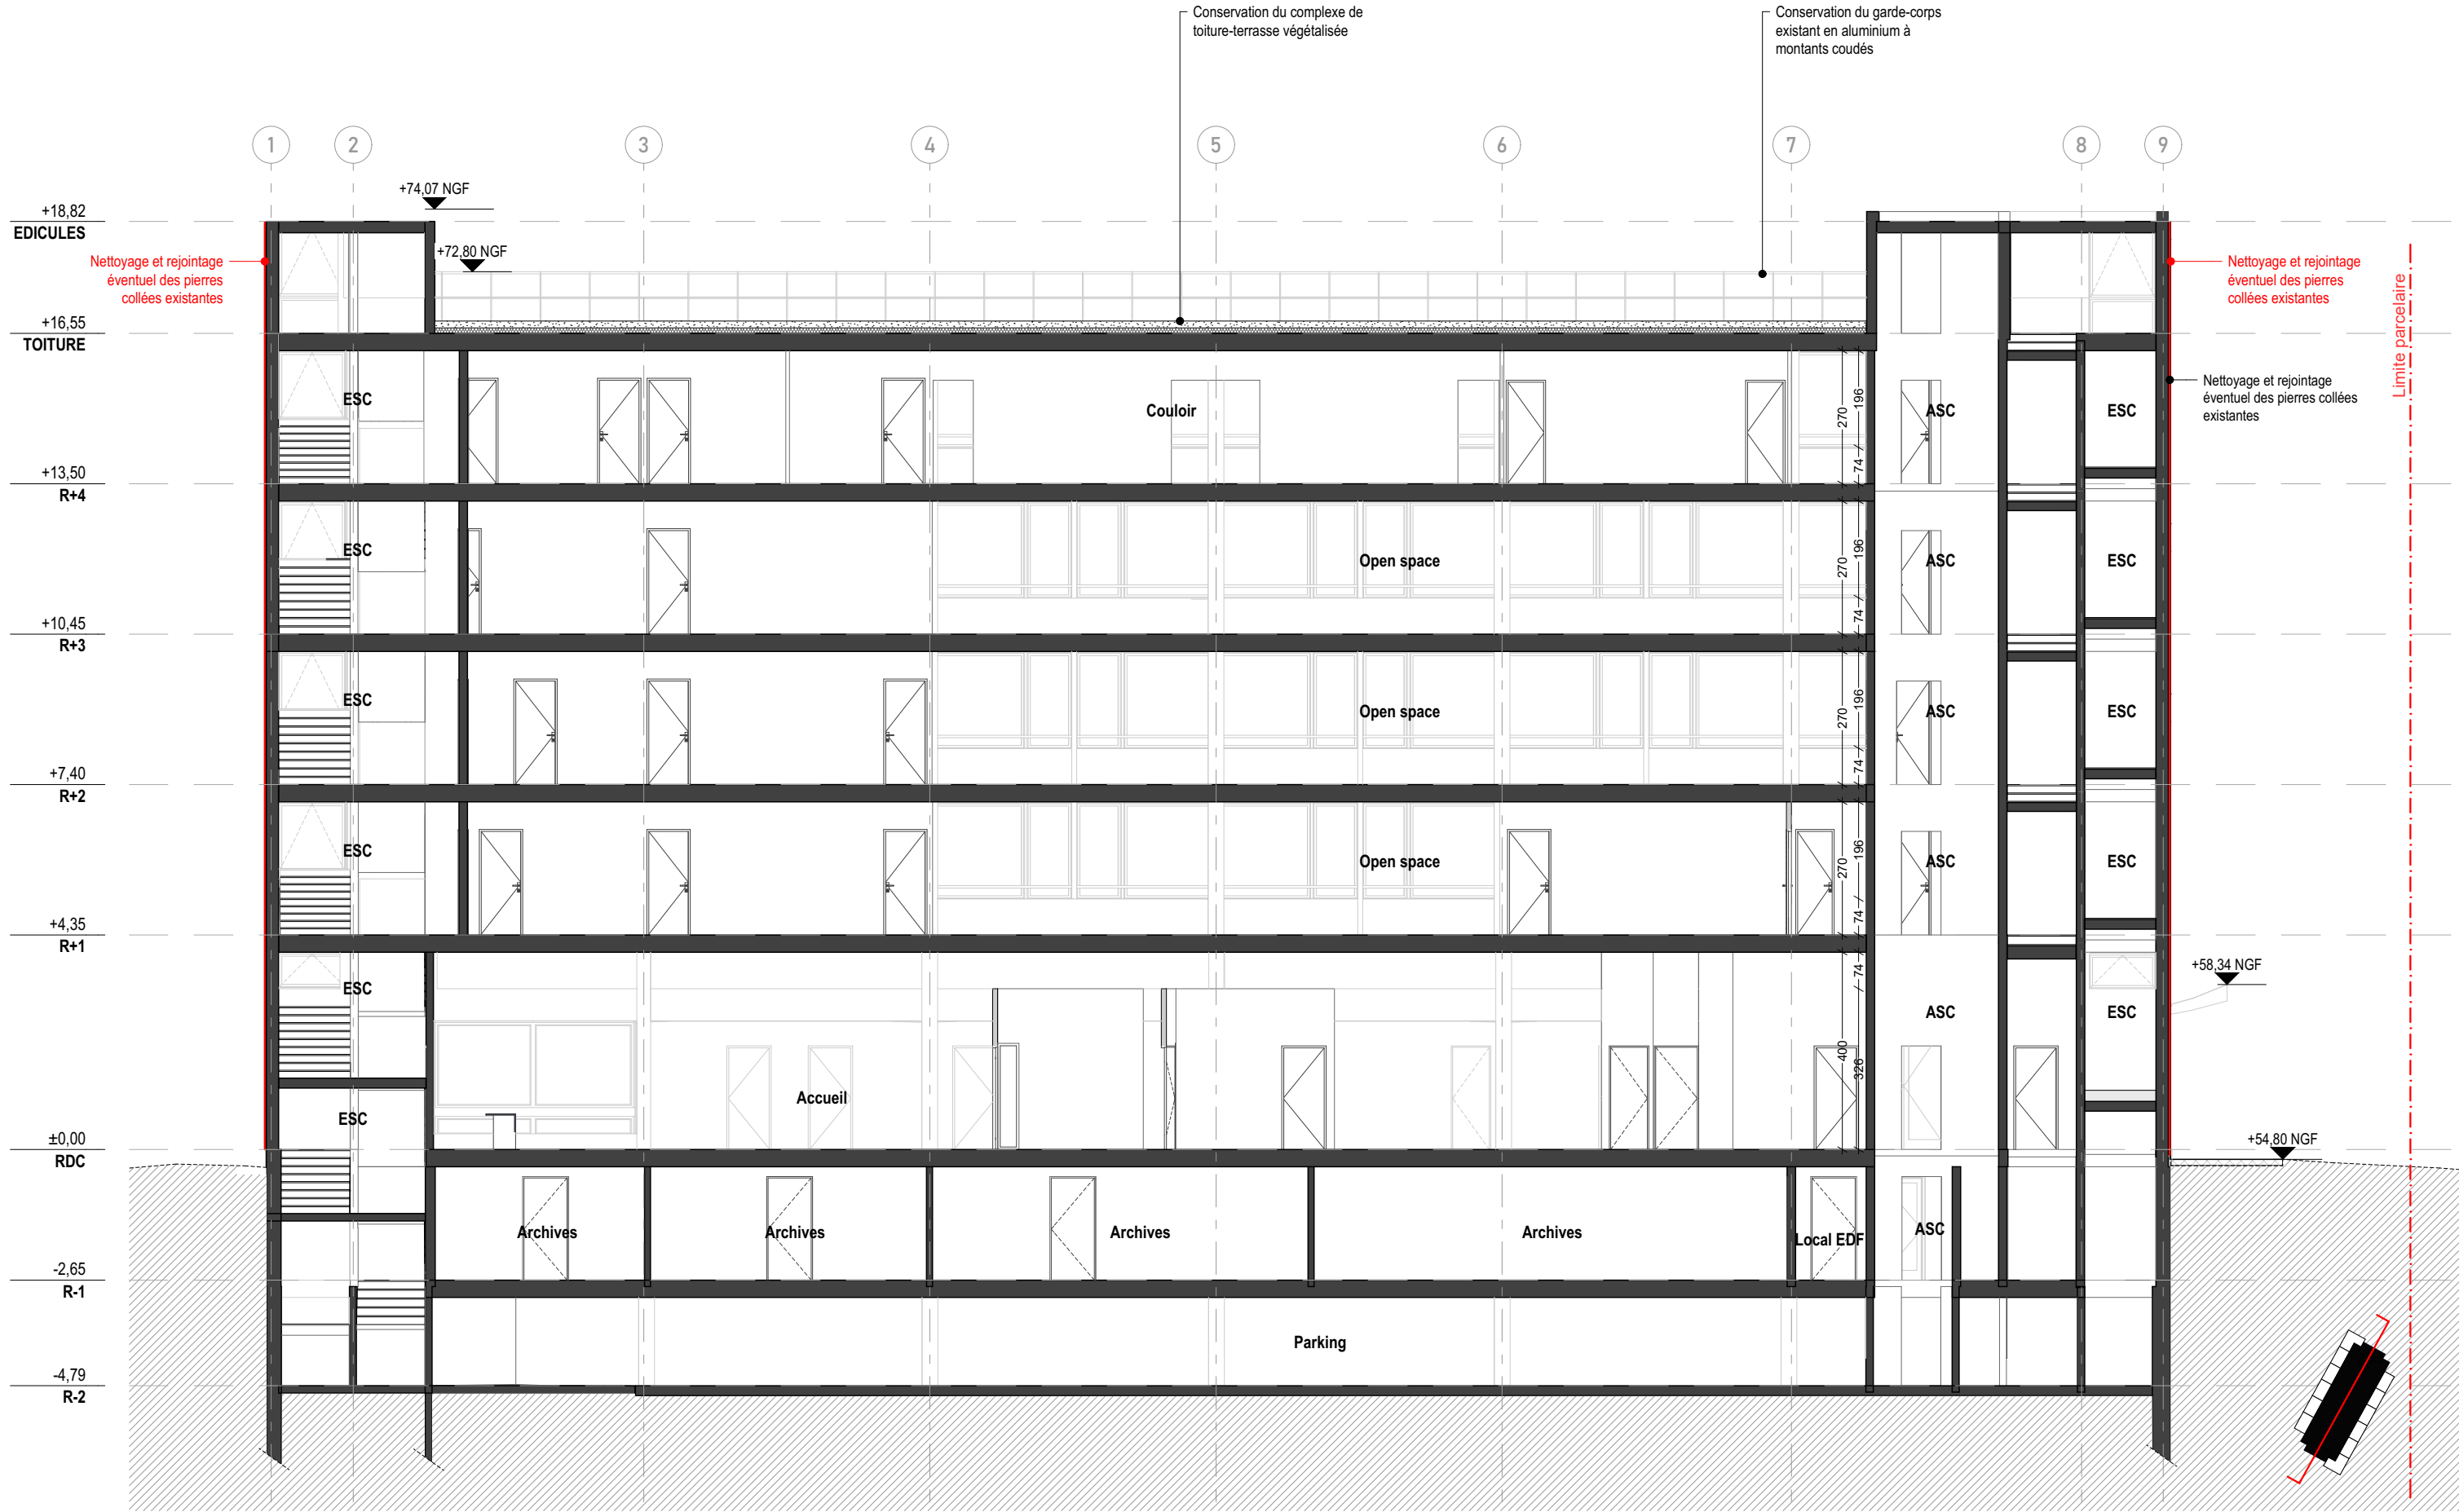 Conservation du complexe de
toiture-terrasse végétalisée
Conservation du garde-corps
existant en aluminium à
montants coudés
1
2
3
4
5
6
7
8
9
+74,07 NGF
+18,82
EDICULES
+72,80 NGF
Nettoyage et rejointage
éventuel des pierres
collées existantes
Nettoyage et rejointage
éventuel des pierres
collées existantes
Limite parcelaire
+16,55
TOITURE
Nettoyage et rejointage
éventuel des pierres collées
existantes
ESC
Couloir
270
196
74
ASC
ESC
+13,50
R+4
ESC
Open space
270
196
74
ASC
ESC
+10,45
R+3
ESC
Open space
270
196
74
ASC
ESC
+7,40
R+2
ESC
Open space
270
196
74
ASC
ESC
+4,35
R+1
ESC
74
400
326
ASC
ESC
+58,34 NGF
Accueil
ESC
±0,00
RDC
+54,80 NGF
Archives
Archives
Archives
Archives
Local EDF
ASC
-2,65
R-1
Parking
-4,79
R-2